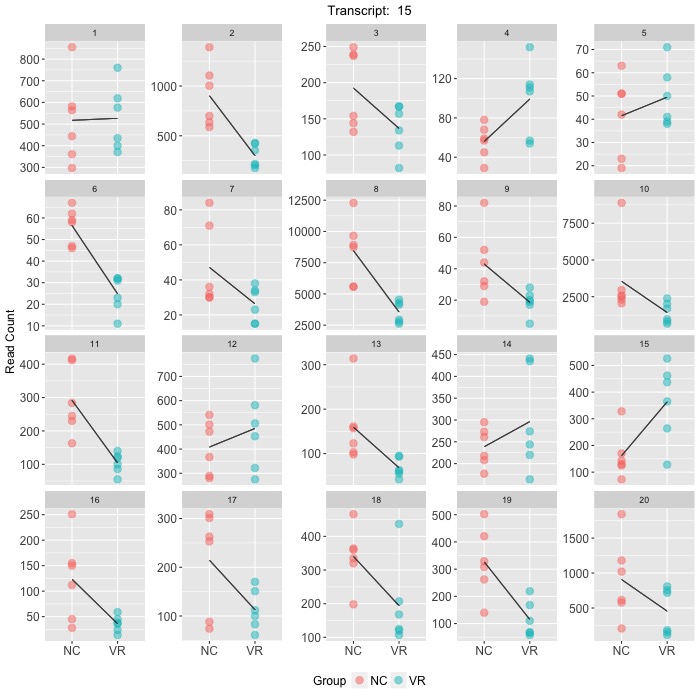 Transcript: 15
1 2 3 4 5
800 700 600 500 400 300
1000 500
250 200 150 100
120 80 40
70 60 50 40 30 20
6 7 8 9 10
60 50 40 30 20 10
80 60 40 20
12500 10000 7500 5000 2500
80 60 40 20
7500 5000 2500
Read Count
11 12 13 14 15
400 300 200 100
700 600 500 400 300
300 200 100
450 400 350 300 250 200
500 400 300 200 100
16 17 18 19 20
250 200 150 100 50
300 200 100
400 300 200 100
500 400 300 200 100
1500 1000 500
NC VR NC VR NC VR NC VR NC VR
Group NC VR